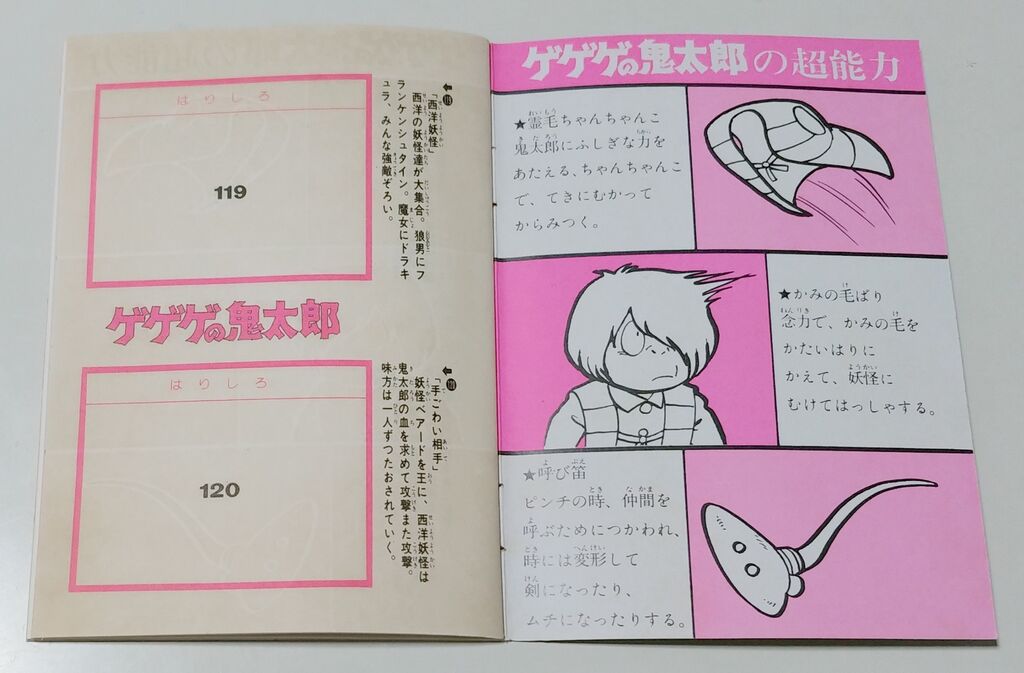 はりしろ
119
←119
「西洋妖怪」
西洋の妖怪達が大集合。狼男にフ
ランケンシュタイン。魔女にドラキ
ュラ、みんな強敵ぞろい。
ゲゲゲの鬼太郎
はりしろ
120
「手ごわい相手」
妖怪ベアードを王に、西洋妖怪は
鬼太郎の血を求めて攻撃また攻撃。
味方は一人ずつたおされていく。
ゲゲゲの鬼太郎の超能力
★霊毛ちゃんちゃんこ
鬼太郎にふしぎな力を
あたえる、ちゃんちゃんこ
で、てきにむかって
からみつく。
★かみの毛ばり
念力で、かみの毛を
かたいはりに
かえて、妖怪に
むけてはっしゃする。
★呼び笛
ピンチの時、仲間を
呼ぶためにつかわれ、
時には変形して
剣になったり、
ムチになったりする。